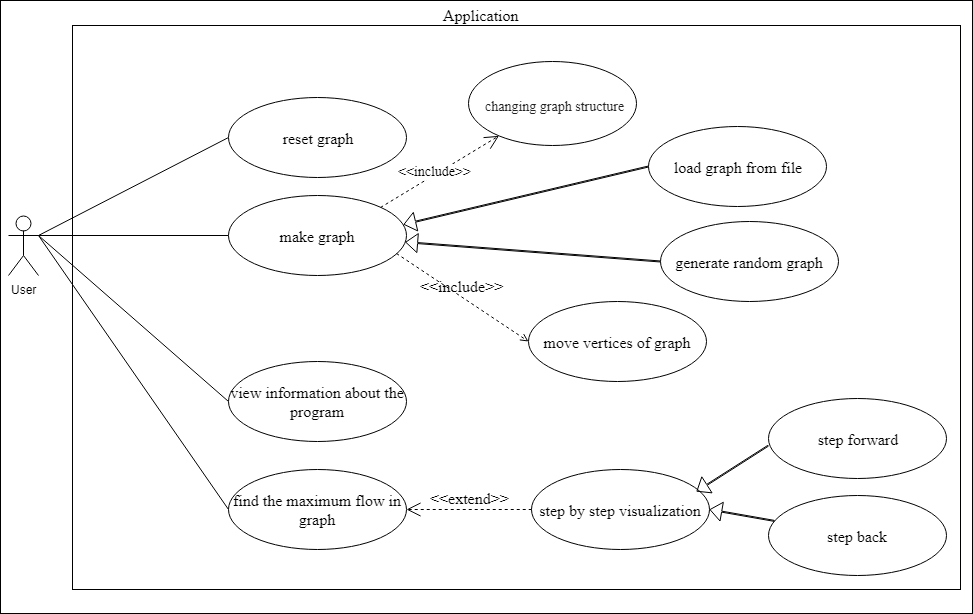 Application
changing graph structure
reset graph
<<include>>
load graph from file
make graph
generate random graph
User
<<include>>
move vertices of graph
view information about the
program
step forward
find the maximum flow in
graph
<<extend>>
step by step visualization
step back